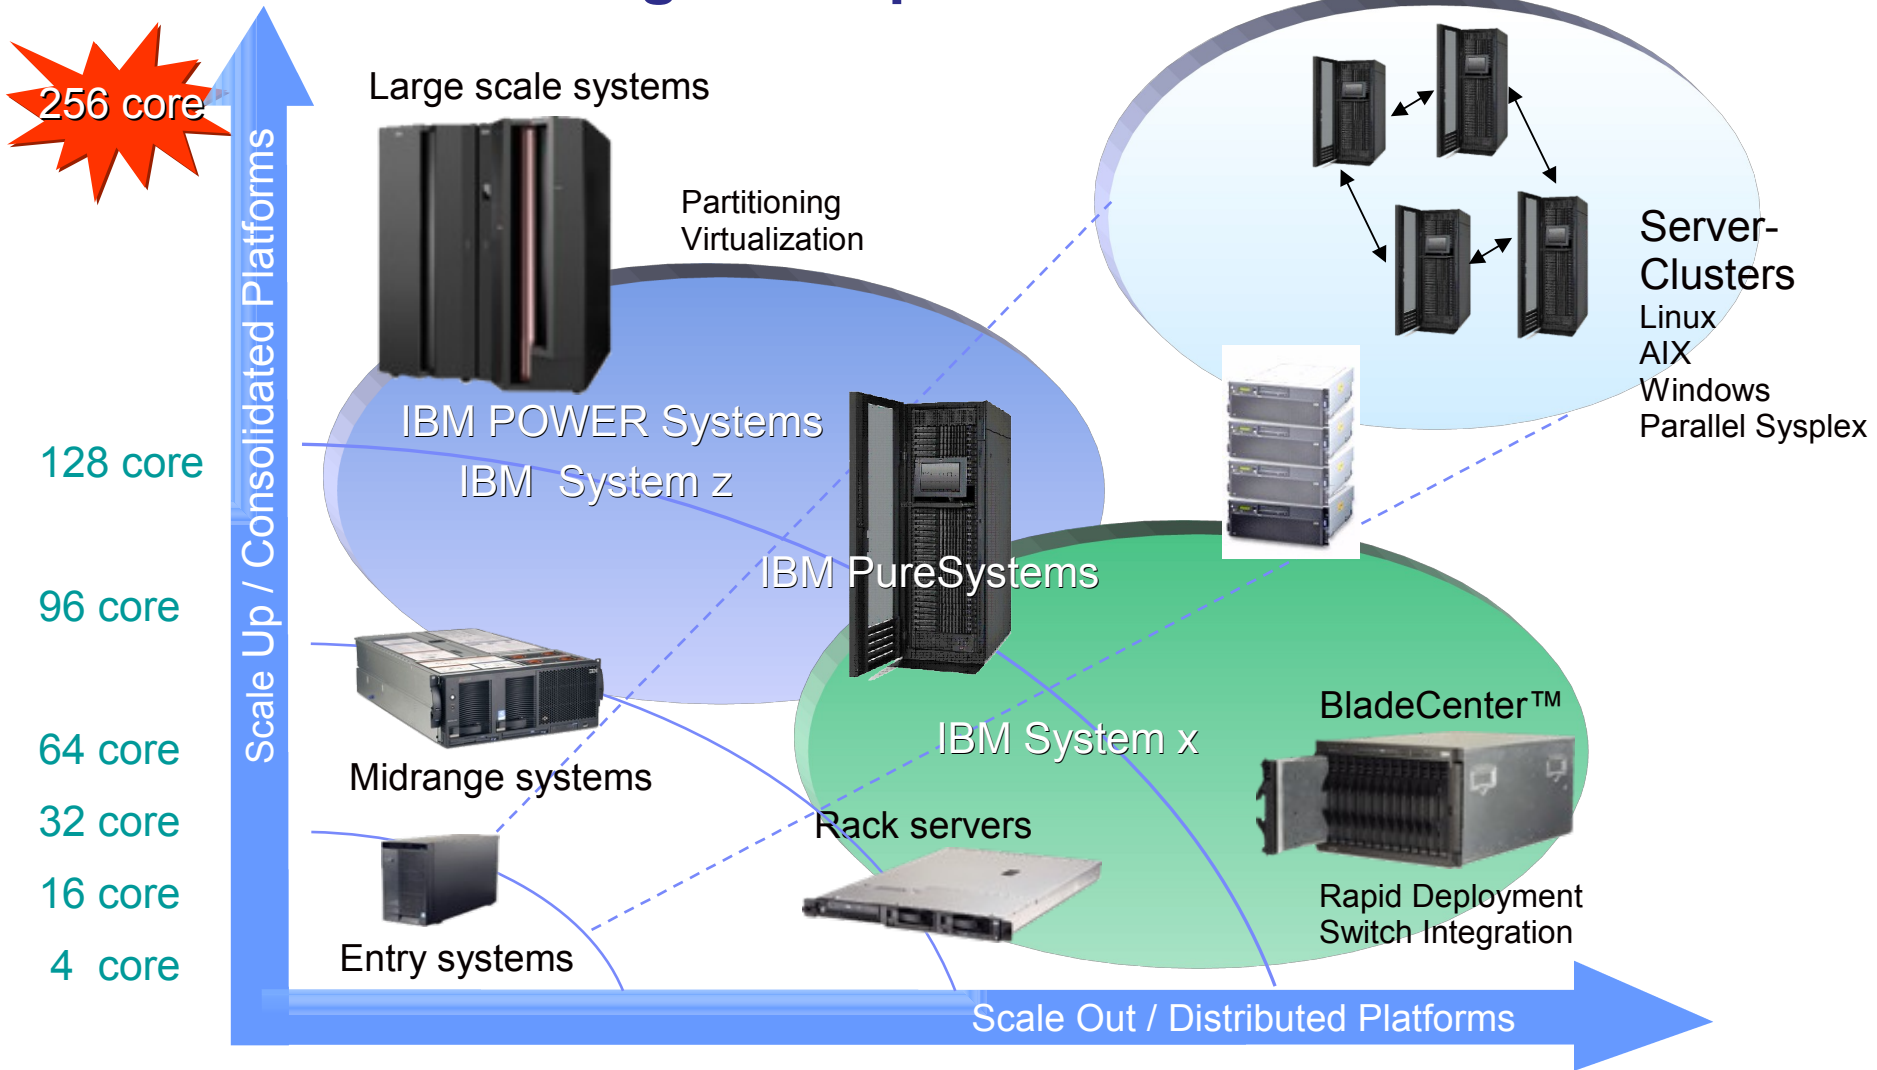 256 core
128 core
96 core
64 core
32 core
16 core
4 core
Scale Up / Consolidated Platforms
Large scale systems
Partitioning
Virtualization
IBM POWER Systems
IBM System z
IBM PureSystems
Server-
Clusters
Linux
AIX
Windows
Parallel Sysplex
Midrange systems
IBM System x
BladeCenter™
Rack servers
Rapid Deployment
Switch Integration
Entry systems
Scale Out / Distributed Platforms